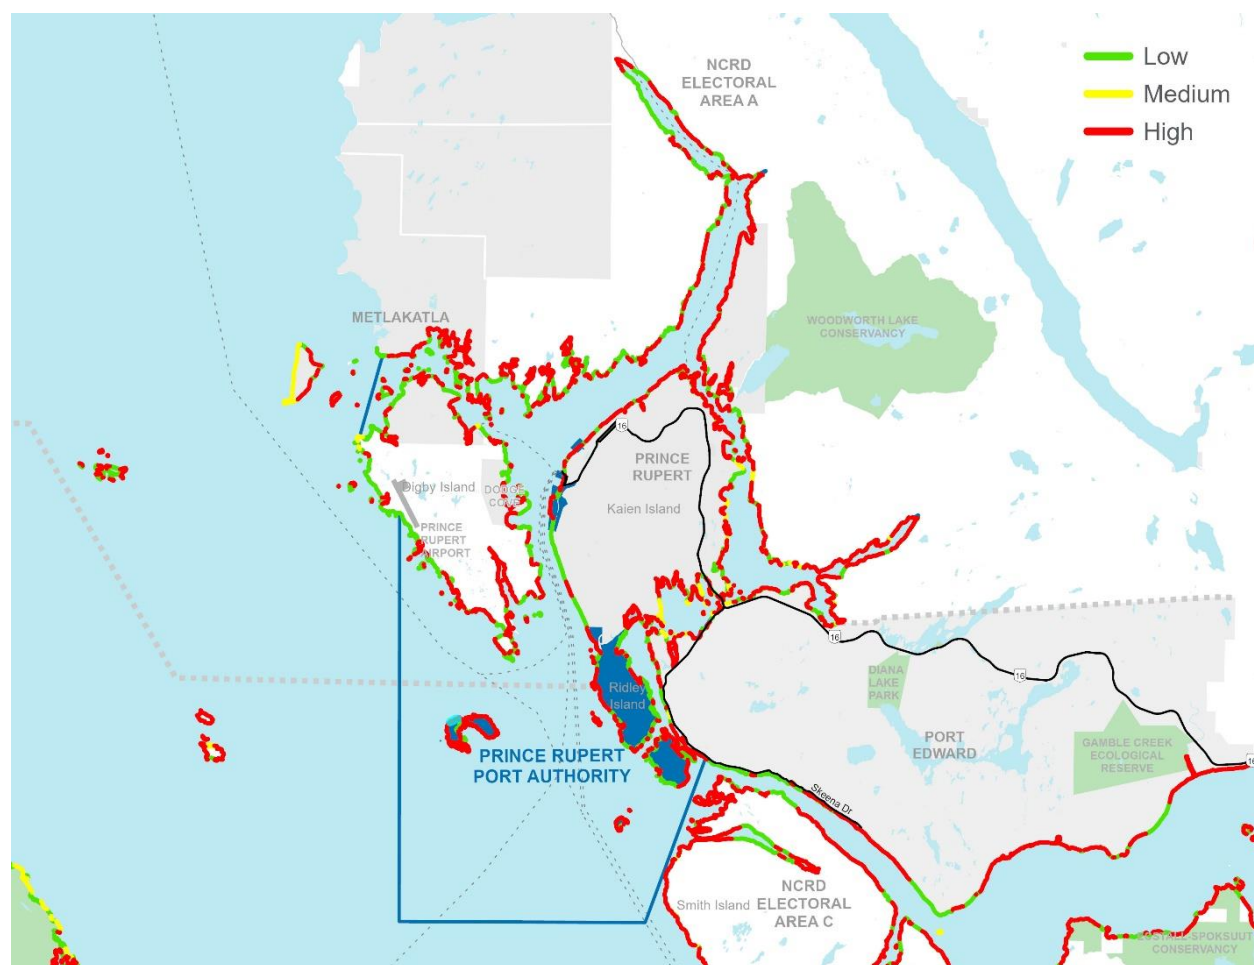 NCRD
ELECTORAL
AREA A
Low
Medium
High
METLAKATLA
WOODWORTH LAKE
CONSERVANCY
16
PRINCE
RUPERT
Digby Island
DODGE
COVE
Kaien Island
PRINCE
RUPERT
AIRPORT
16
16
DIANA
LAKE
PARK
Ridley
Island
PORT
EDWARD
GAMBLE CREEK
ECOLOGICAL
RESERVE
16
PRINCE RUPERT
PORT AUTHORITY
Skeena Dr
NCRD
ELECTORAL
AREA C
Smith Island
CONSERVANCY